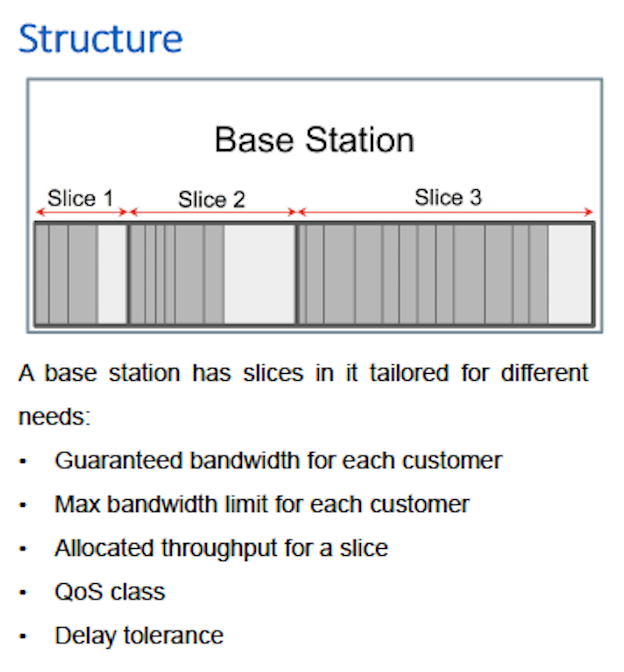 Structure
Base Station
Slice 1
Slice 2
Slice 3
A base station has slices in it tailored for different
needs:
• Guaranteed bandwidth for each customer
• Max bandwidth limit for each customer
• Allocated throughput for a slice
• QoS class
• Delay tolerance